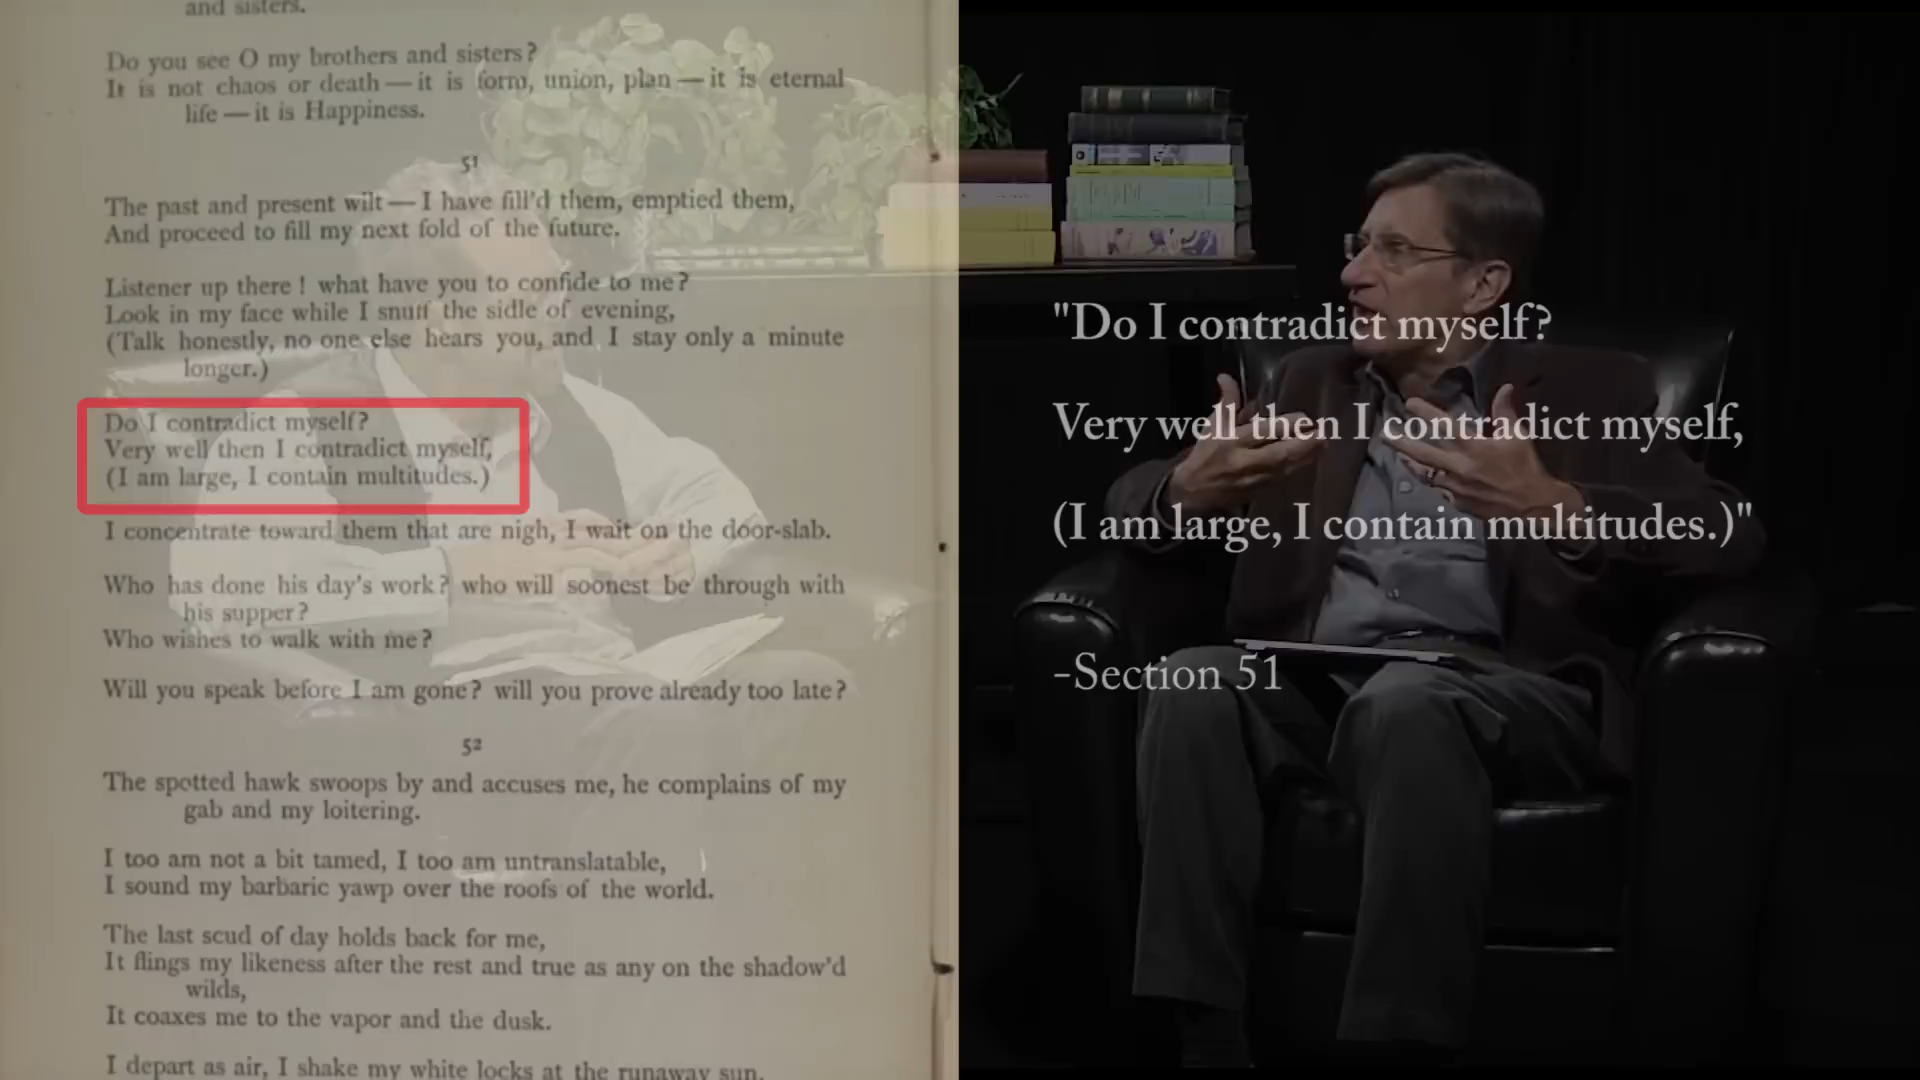 and sisters.
Do you see O my brothers and sisters?
It is not chaos or death — it is form, union, plan — it is eternal
life — it is Happiness.
51
The past and present wilt — I have fill'd them, emptied them,
And proceed to fill my next fold of the future.
Listener up there! what have you to confide to me?
Look in my face while I snuff the sidle of evening,
(Talk honestly, no one else hears you, and I stay only a minute
longer.)
Do I contradict myself?
Very well then I contradict myself,
(I am large, I contain multitudes.)
I concentrate toward them that are nigh, I wait on the door-slab.
Who has done his day's work? who will soonest be through with
his supper?
Who wishes to walk with me?
Will you speak before I am gone? will you prove already too late?
52
The spotted hawk swoops by and accuses me, he complains of my
gab and my loitering.
I too am not a bit tamed, I too am untranslatable,
I sound my barbaric yawp over the roofs of the world.
The last scud of day holds back for me,
It flings my likeness after the rest and true as any on the shadow'd
wilds,
It coaxes me to the vapor and the dusk.
I depart as air, I shake my white locks at the runaway sun,
"Do I contradict myself?
Very well then I contradict myself,
(I am large, I contain multitudes.)"
-Section 51